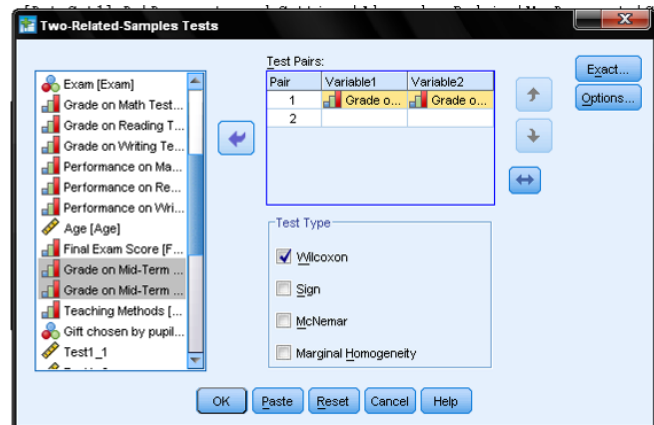 Two-Related-Samples Tests
Exam [Exam]
Grade on Math Test...
Grade on Reading T...
Grade on Writing Te...
Performance on Ma...
Performance on Re...
Performance on Wri...
Age [Age]
Final Exam Score [F...
Grade on Mid-Term ...
Grade on Mid-Term ...
Teaching Methods [...
Gift chosen by pupil...
Test1_1
Test Pairs:
Pair Variable1 Variable2
1 Grade o... Grade o...
2
Test Type
Wilcoxon
Sign
McNemar
Marginal Homogeneity
Exact...
Options...
OK Paste Reset Cancel Help